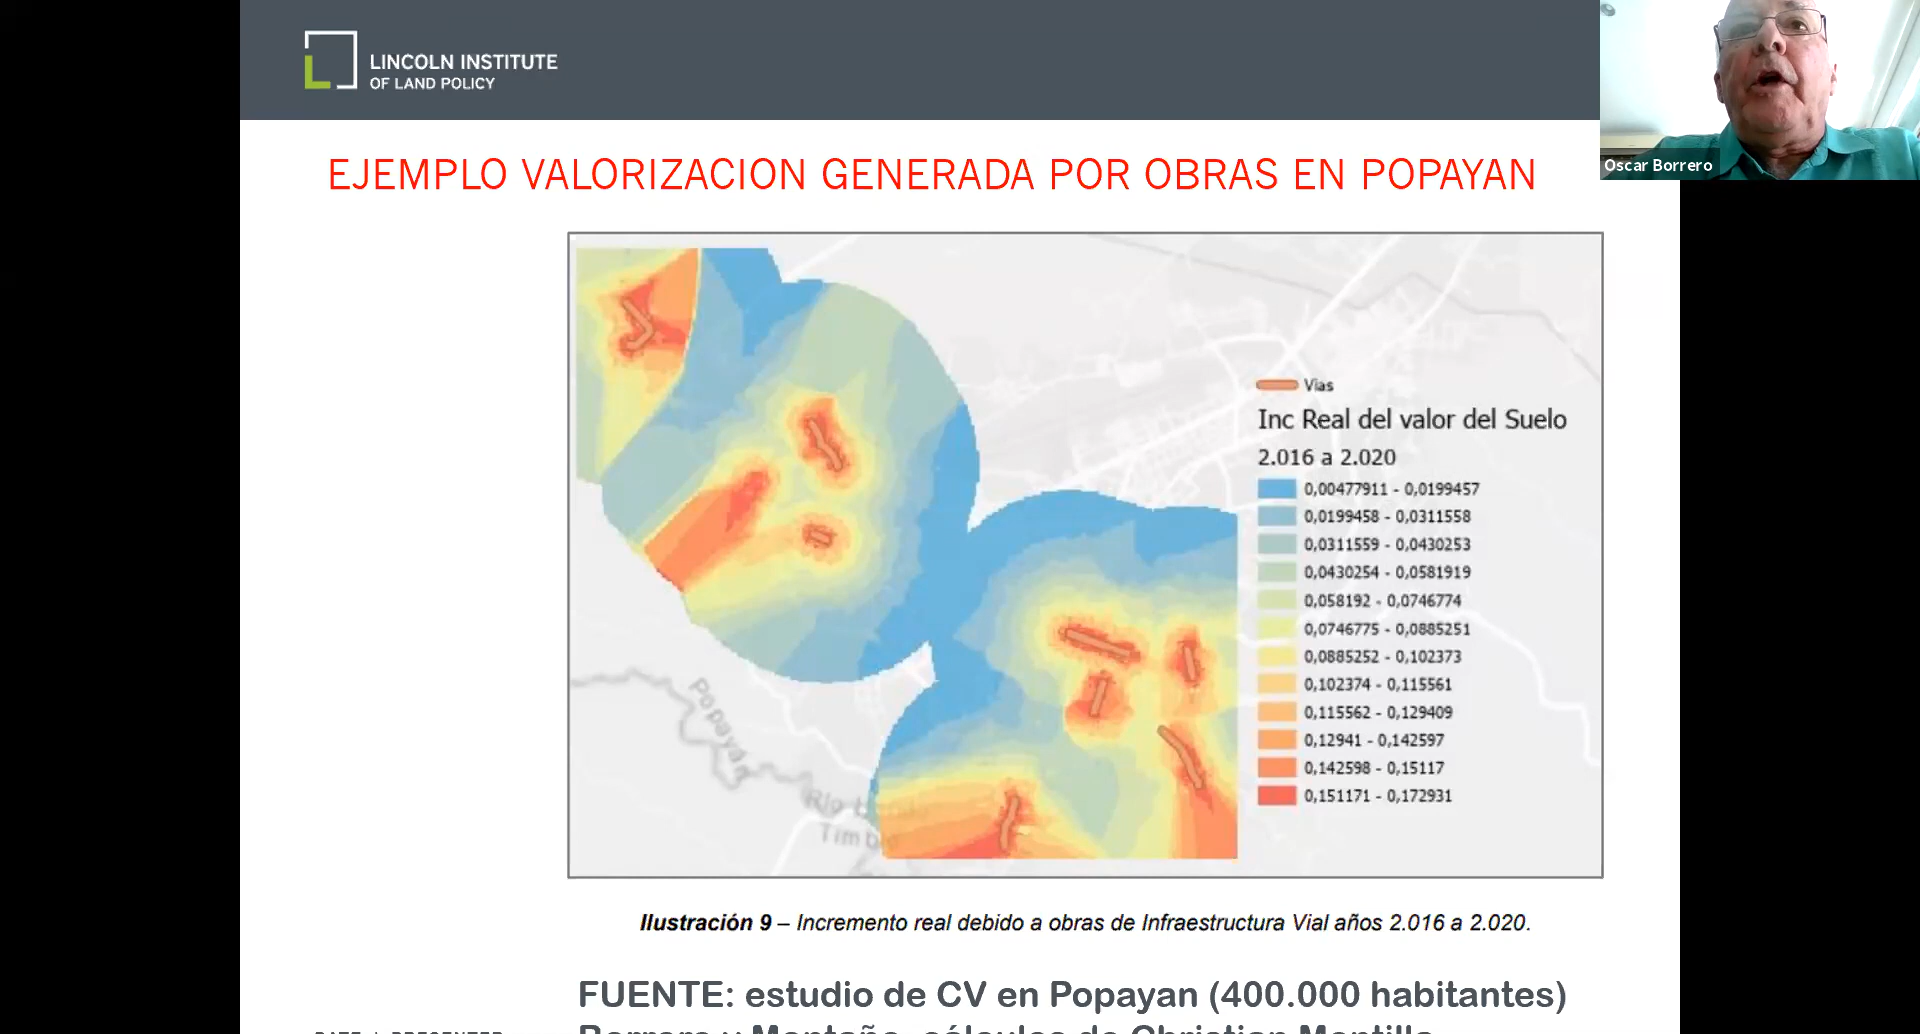 LINCOLN INSTITUTE
OF LAND POLICY
Oscar Borrero
EJEMPLO VALORIZACION GENERADA POR OBRAS EN POPAYAN
Vias
Inc Real del valor del Suelo
2.016 a 2.020
0,00477911 - 0,0199457
0,0199458 - 0,0311558
0,0311559 - 0,0430253
0,0430254 - 0,0581919
0,058192 - 0,0746774
0,0746775 - 0,0885251
0,0885252 - 0,102373
0,102374 - 0,115561
0,115562 - 0,129409
0,12941 - 0,142597
0,142598 - 0,15117
0,151171 - 0,172931
Popayán
Río
Timbío
Ilustración 9 – Incremento real debido a obras de Infraestructura Vial años 2.016 a 2.020.
FUENTE: estudio de CV en Popayan (400.000 habitantes)
Borrero y Montaño, cálculos de Christian Montilla
DATE | PRESENTER